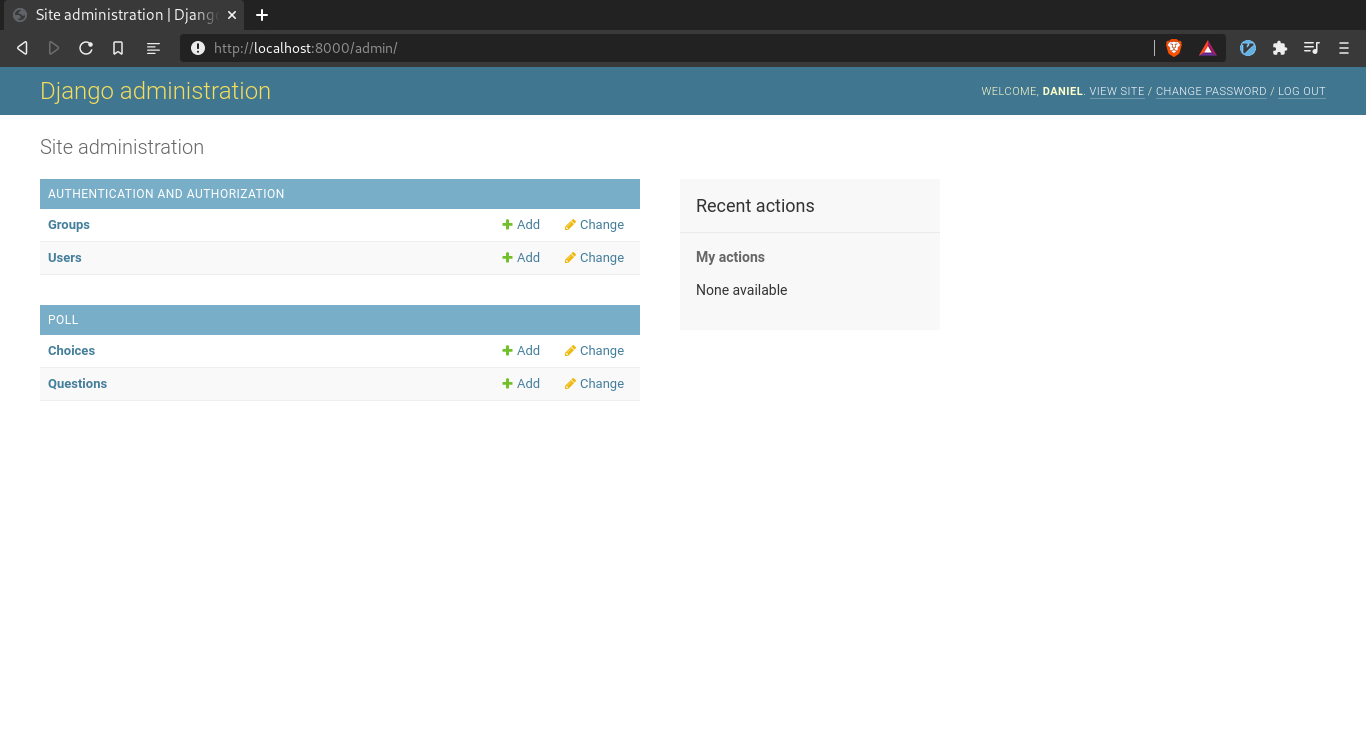 Site administration | Djang
http://localhost:8000/admin/
Django administration
WELCOME, DANIEL. VIEW SITE / CHANGE PASSWORD / LOG OUT
Site administration
AUTHENTICATION AND AUTHORIZATION
Groups Add Change
Users Add Change
POLL
Choices Add Change
Questions Add Change
Recent actions
My actions
None available